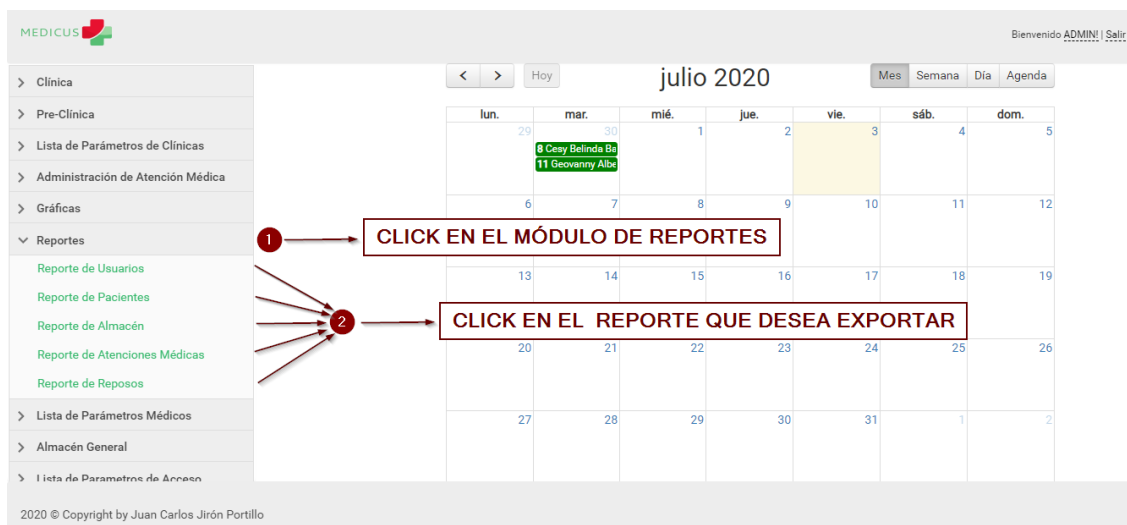 MEDICUS
Bienvenido ADMIN! | Salir
Clínica
Pre-Clínica
Lista de Parámetros de Clínicas
Administración de Atención Médica
Gráficas
Reportes
Reporte de Usuarios
Reporte de Pacientes
Reporte de Almacén
Reporte de Atenciones Médicas
Reporte de Reposos
Lista de Parámetros Médicos
Almacén General
Lista de Parametros de Acceso
Hoy
julio 2020
Mes Semana Día Agenda
lun. mar. mié. jue. vie. sáb. dom.
29 30 1 2 3 4 5
8 Cesy Belinda Ba
11 Geovanny Albe
6 7 8 9 10 11 12
1 CLICK EN EL MÓDULO DE REPORTES
13 14 15 16 17 18 19
2 CLICK EN EL REPORTE QUE DESEA EXPORTAR
20 21 22 23 24 25 26
27 28 29 30 31 1 2
2020 © Copyright by Juan Carlos Jirón Portillo